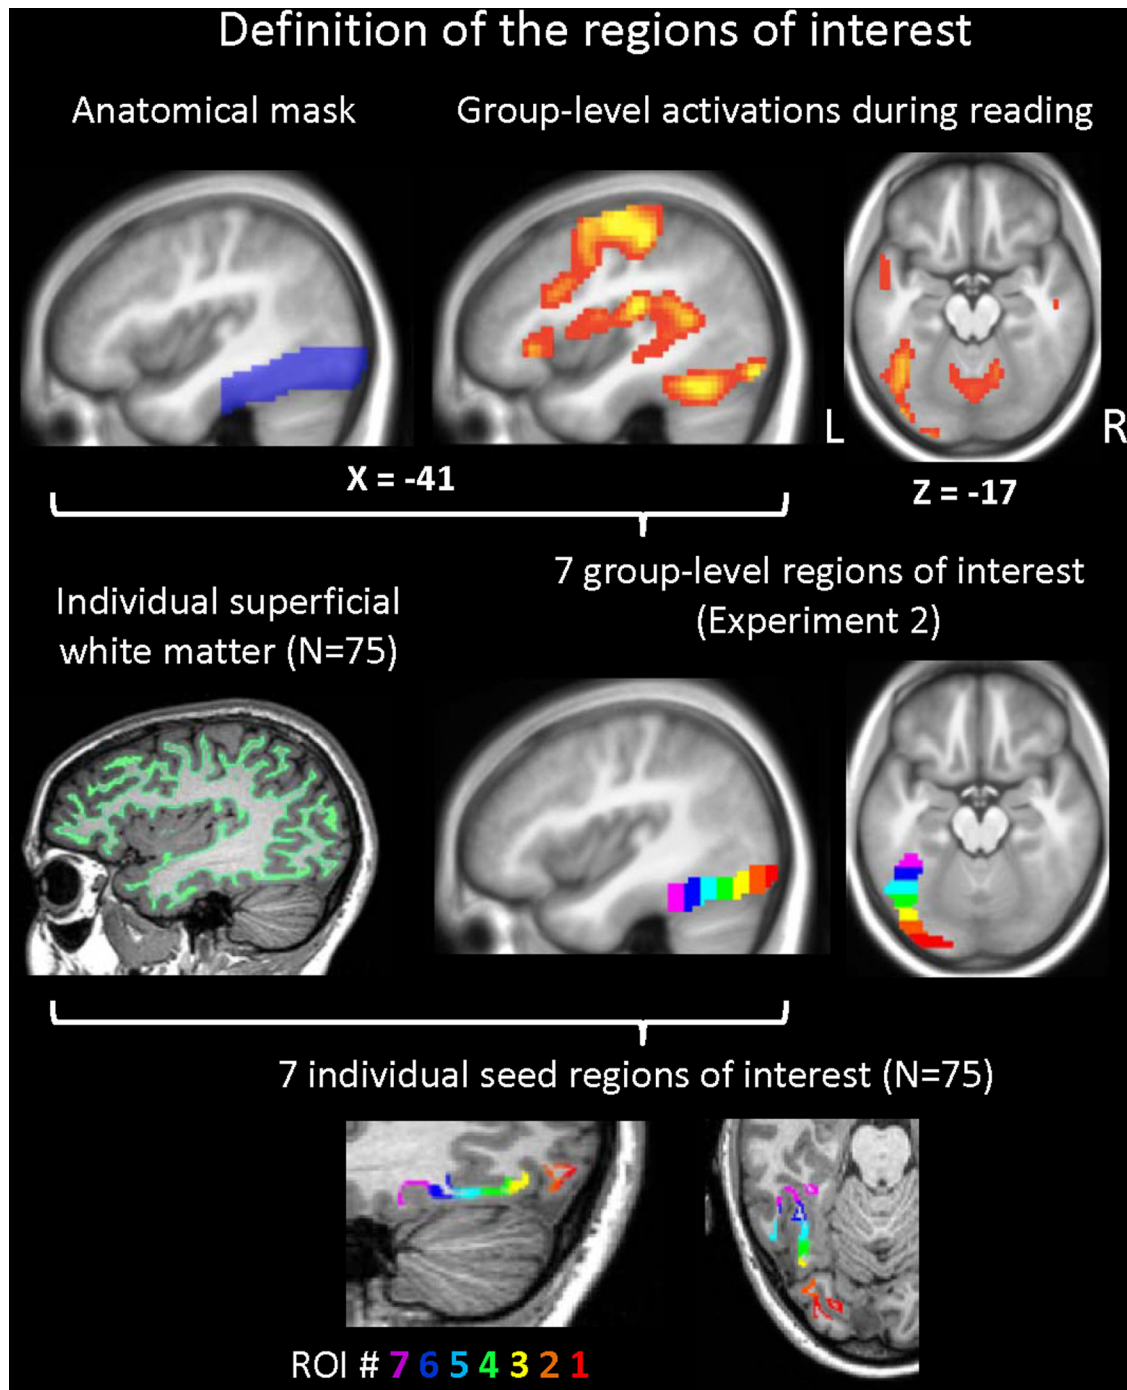 Definition of the regions of interest
Anatomical mask
Group-level activations during reading
L
R
X = -41
Z = -17
7 group-level regions of interest
(Experiment 2)
Individual superficial
white matter (N=75)
7 individual seed regions of interest (N=75)
ROI # 7 6 5 4 3 2 1